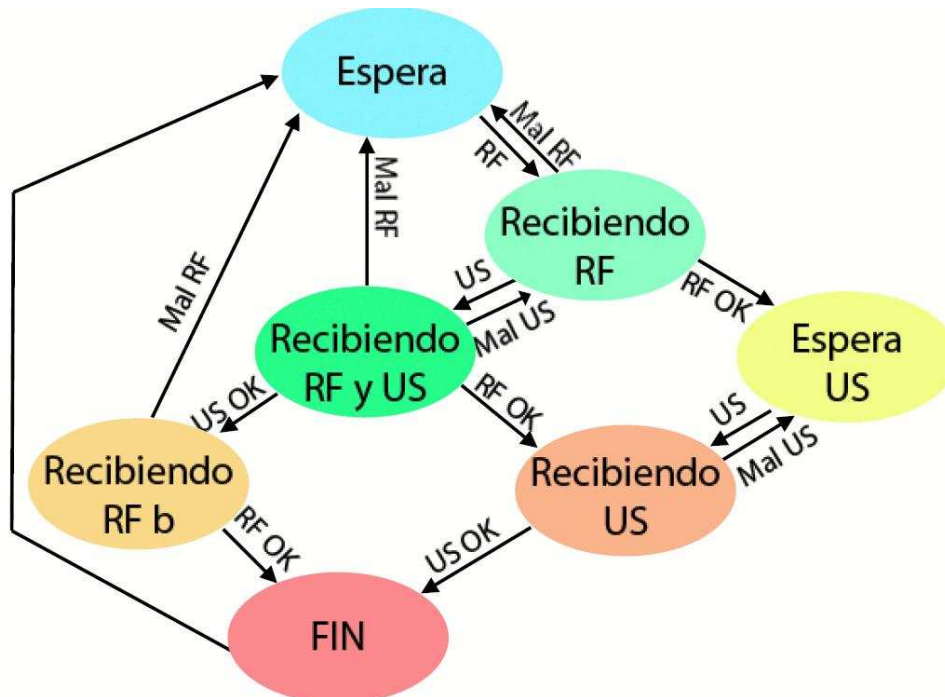 Espera
RF
Mal RF
Mal RF
Mal RF
Recibiendo
RF
US
Mal US
RF OK
Recibiendo
RF y US
Espera
US
US OK
RF OK
US
Mal US
Recibiendo
RF b
Recibiendo
US
RF OK
US OK
FIN